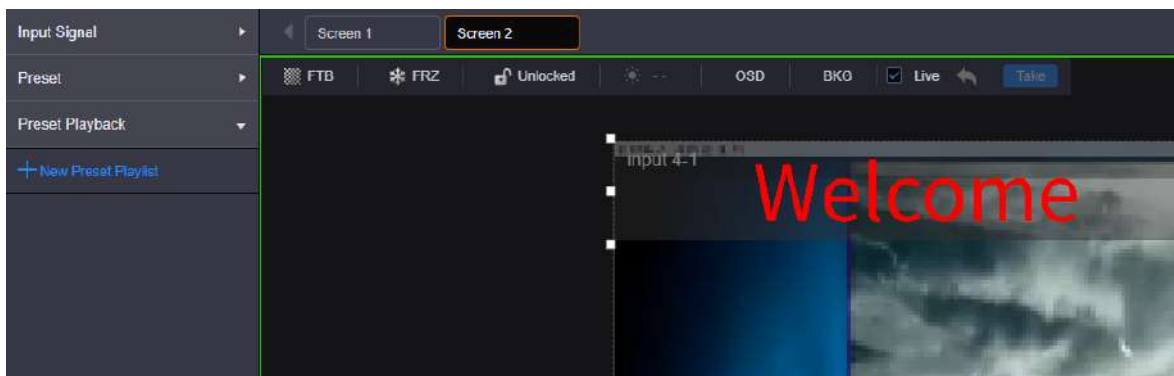 Input Signal
Preset
Preset Playback
New Preset Playlist
Screen 1
Screen 2
FTB
FRZ
Unlocked
--
OSD
BKG
Live
Take
Input 4-1
Welcome